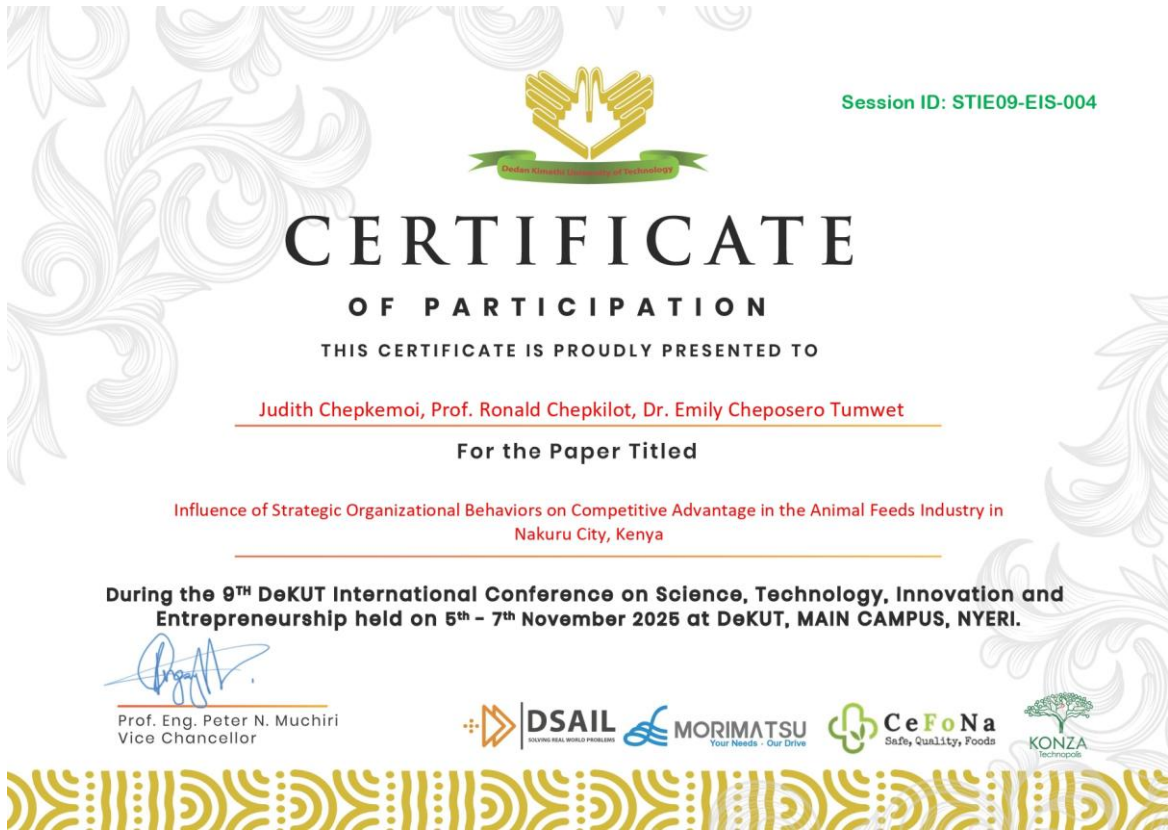 Session ID: STIE09-EIS-004
Dedan Kimathi University of Technology
CERTIFICATE
OF PARTICIPATION
THIS CERTIFICATE IS PROUDLY PRESENTED TO
Judith Chepkemoi, Prof. Ronald Chepkilot, Dr. Emily Cheposero Tumwet
For the Paper Titled
Influence of Strategic Organizational Behaviors on Competitive Advantage in the Animal Feeds Industry in
Nakuru City, Kenya
During the 9TH DeKUT International Conference on Science, Technology, Innovation and
Entrepreneurship held on 5th - 7th November 2025 at DeKUT, MAIN CAMPUS, NYERI.
Prof. Eng. Peter N. Muchiri
Vice Chancellor
DSAIL
SOLVING REAL WORLD PROBLEMS
MORIMATSU
Your Needs - Our Drive
CeFoNa
Safe, Quality, Foods
KONZA
Technopolis